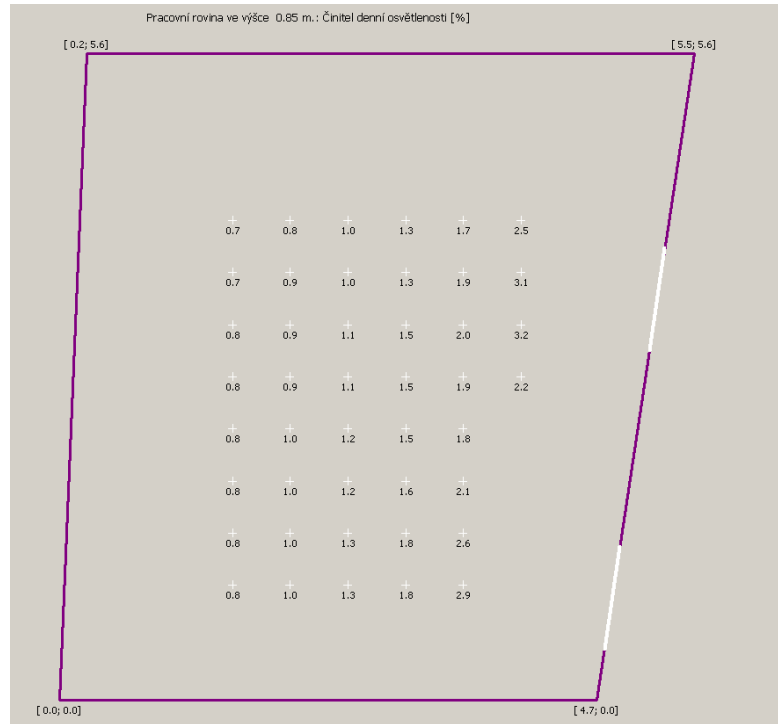 Pracovní rovina ve výšce 0.85 m.: Činitel denní osvětlenosti [%]
[ 0.2; 5.6] [ 5.5; 5.6]
0.7 0.8 1.0 1.3 1.7 2.5
0.7 0.9 1.0 1.3 1.9 3.1
0.8 0.9 1.1 1.5 2.0 3.2
0.8 0.9 1.1 1.5 1.9 2.2
0.8 1.0 1.2 1.5 1.8
0.8 1.0 1.2 1.6 2.1
0.8 1.0 1.3 1.8 2.6
0.8 1.0 1.3 1.8 2.9
[ 0.0; 0.0] [ 4.7; 0.0]